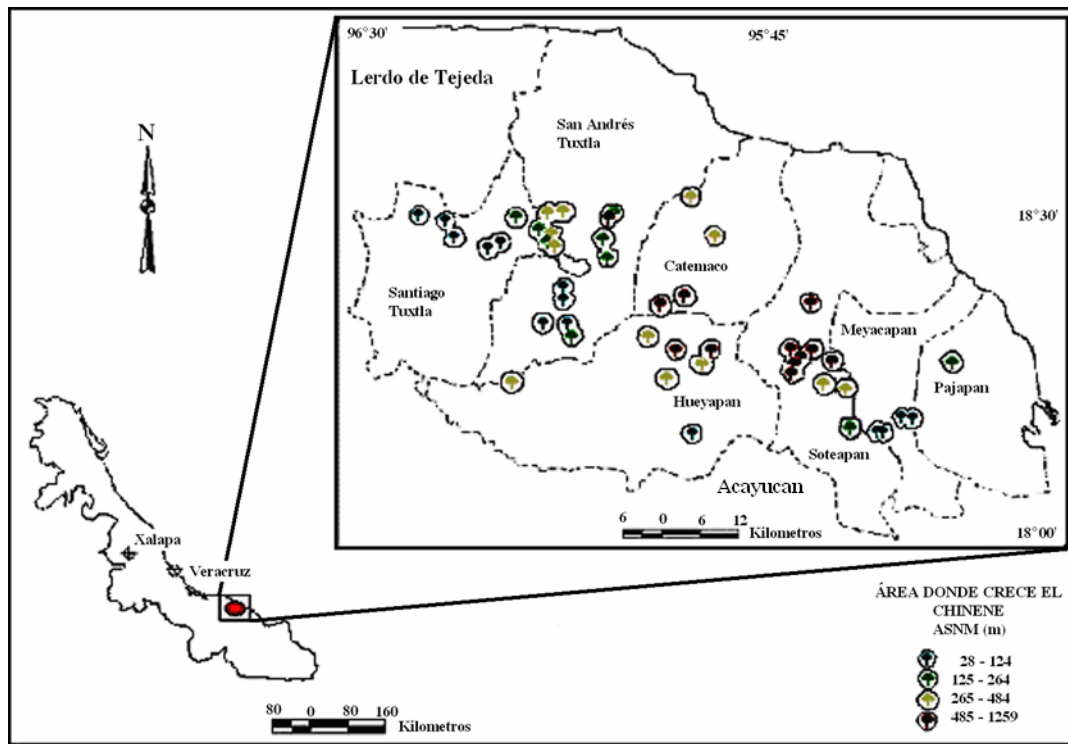 96°30'
95°45'
Lerdo de Tejeda
San Andrés
Tuxtla
N
18°30'
Catemaco
Santiago
Tuxtla
Meyacapan
Pajapan
Hueyapan
Soteapan
Acayucan
6 0 6 12 Kilometros
18°00'
Xalapa
Veracruz
ÁREA DONDE CRECE EL
CHINENE
ASNM (m)
28 - 124
125 - 264
265 - 484
485 - 1259
80 0 80 160 Kilometros